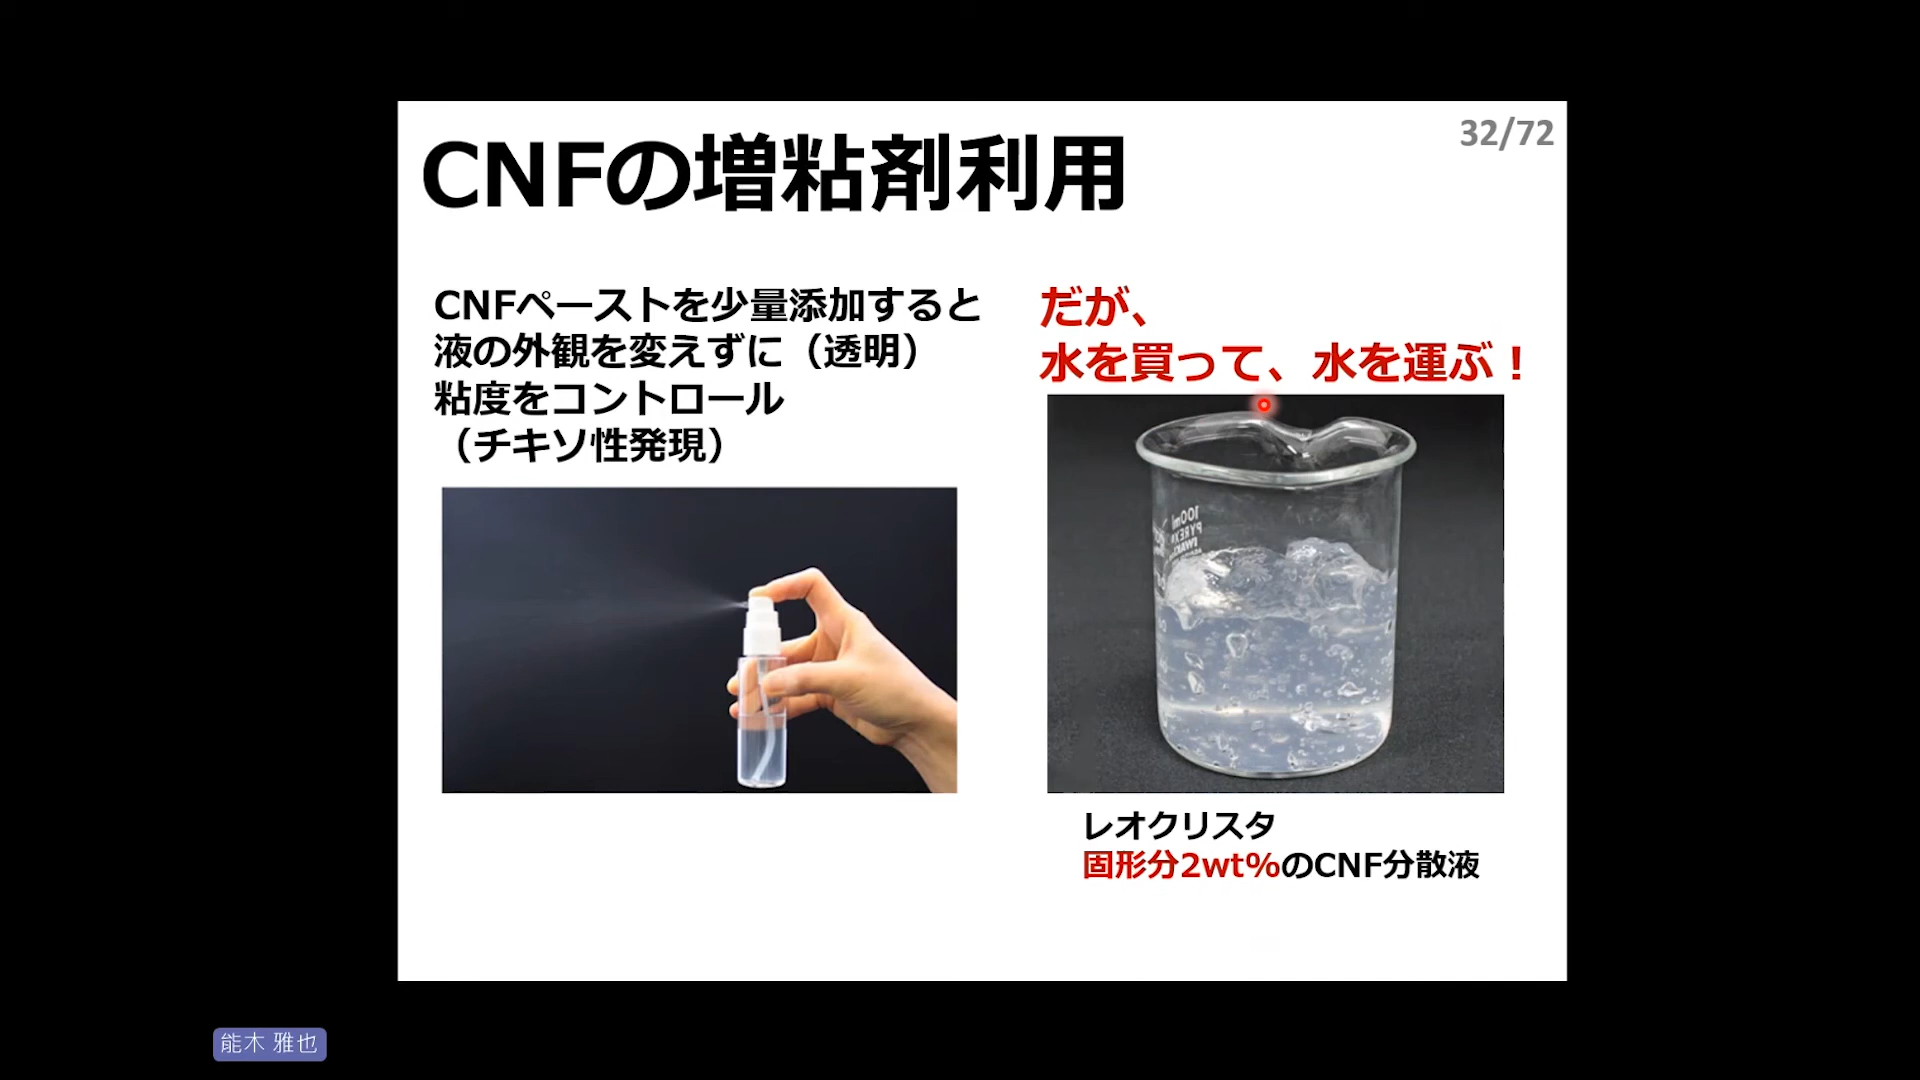 32/72
CNFの増粘剤利用
CNFペーストを少量添加すると
液の外観を変えずに（透明）
粘度をコントロール
（チキソ性発現）
だが、
水を買って、水を運ぶ！
100ml
PYREX
IWAKI
レオクリスタ
固形分2wt%のCNF分散液
能木 雅也